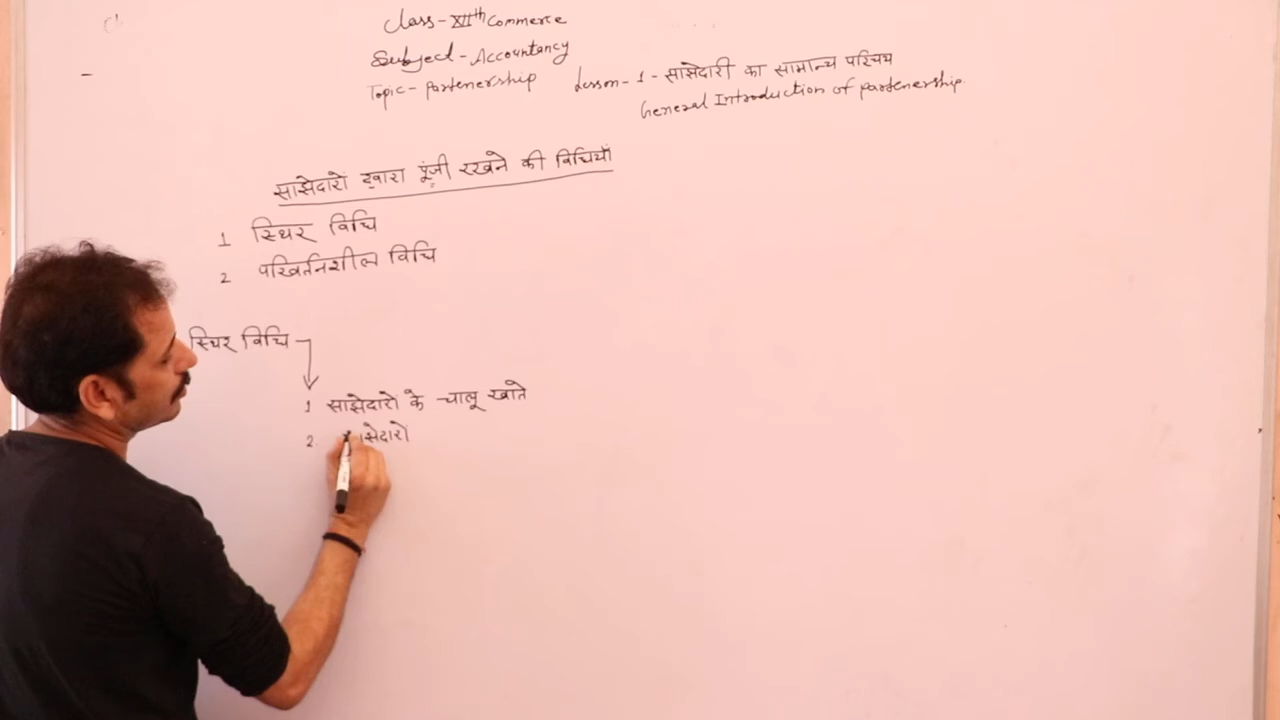 Class - XIIth Commerce
Subject - Accountancy
Topic - Partenership Lesson - 1 - साझेदारी का सामान्य परिचय
General Introduction of partenership.
साझेदारों द्वारा पूंजी रखने की विधियाँ
1 स्थिर विधि
2 परिवर्तनशील विधि
स्थिर विधि
1 साझेदारो के चालू खाते
2. साझेदारो